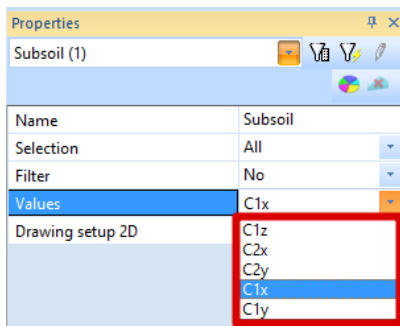 Properties
Subsoil (1)
Name Subsoil
Selection All
Filter No
Values C1x
Drawing setup 2D
C1z
C2x
C2y
C1x
C1y